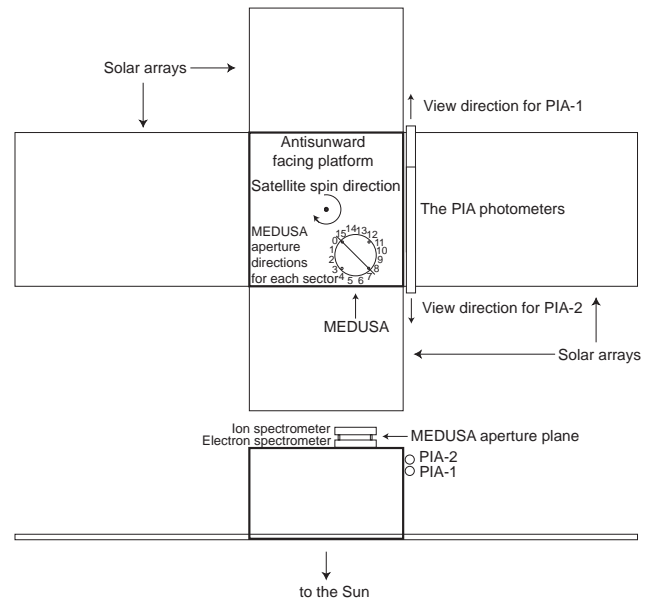 Solar arrays
View direction for PIA-1
Antisunward
facing platform
Satellite spin direction
The PIA photometers
MEDUSA
aperture
directions
for each sector
0 15 14 13 12
1 11
2 10
3 9
4 5 6 7 8
View direction for PIA-2
MEDUSA
Solar arrays
Ion spectrometer
Electron spectrometer
MEDUSA aperture plane
PIA-2
PIA-1
to the Sun